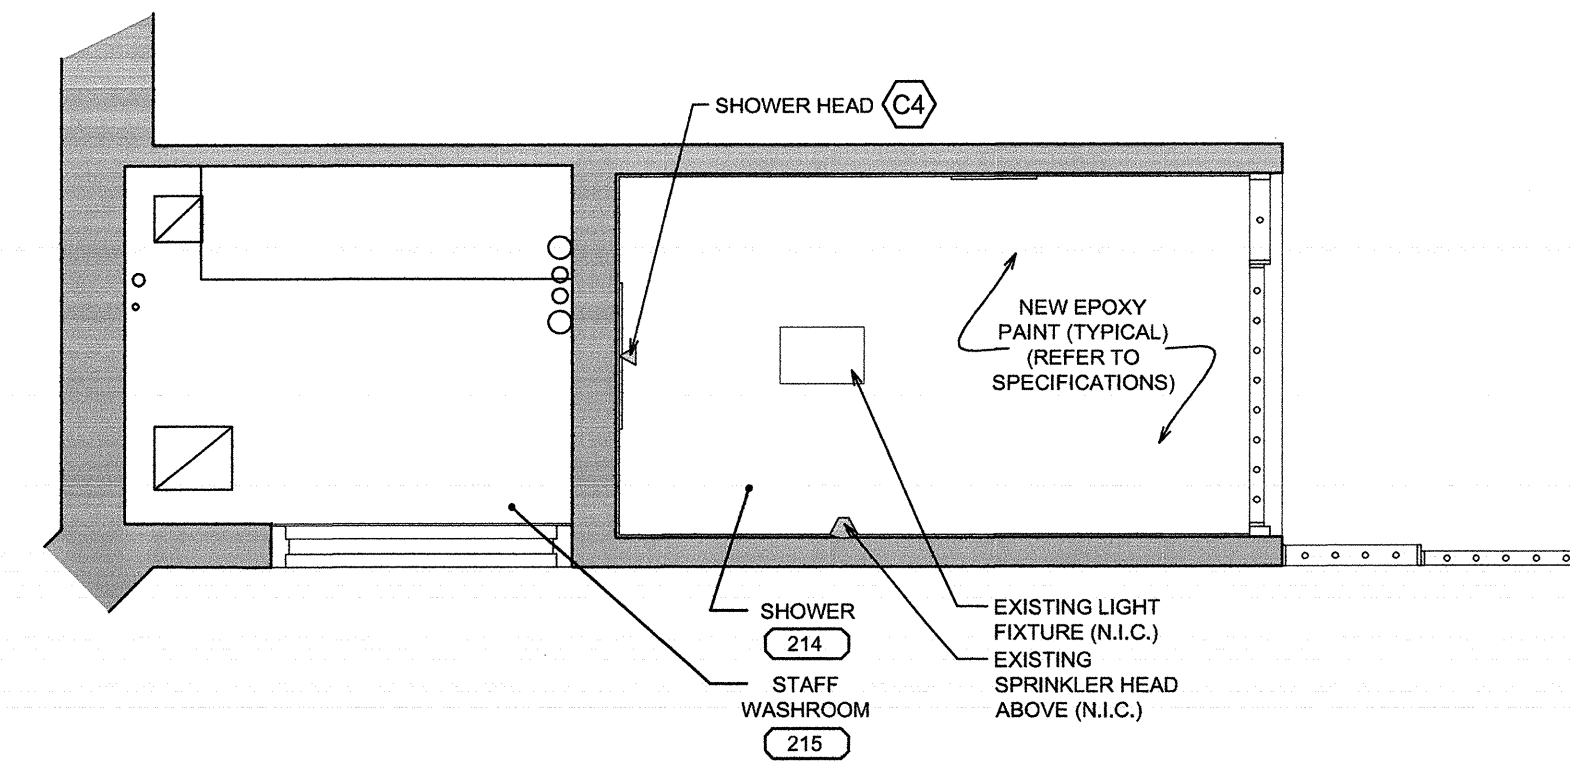 SHOWER HEAD C4
NEW EPOXY
PAINT (TYPICAL)
(REFER TO
SPECIFICATIONS)
SHOWER
214
STAFF
WASHROOM
215
EXISTING LIGHT
FIXTURE (N.I.C.)
EXISTING
SPRINKLER HEAD
ABOVE (N.I.C.)